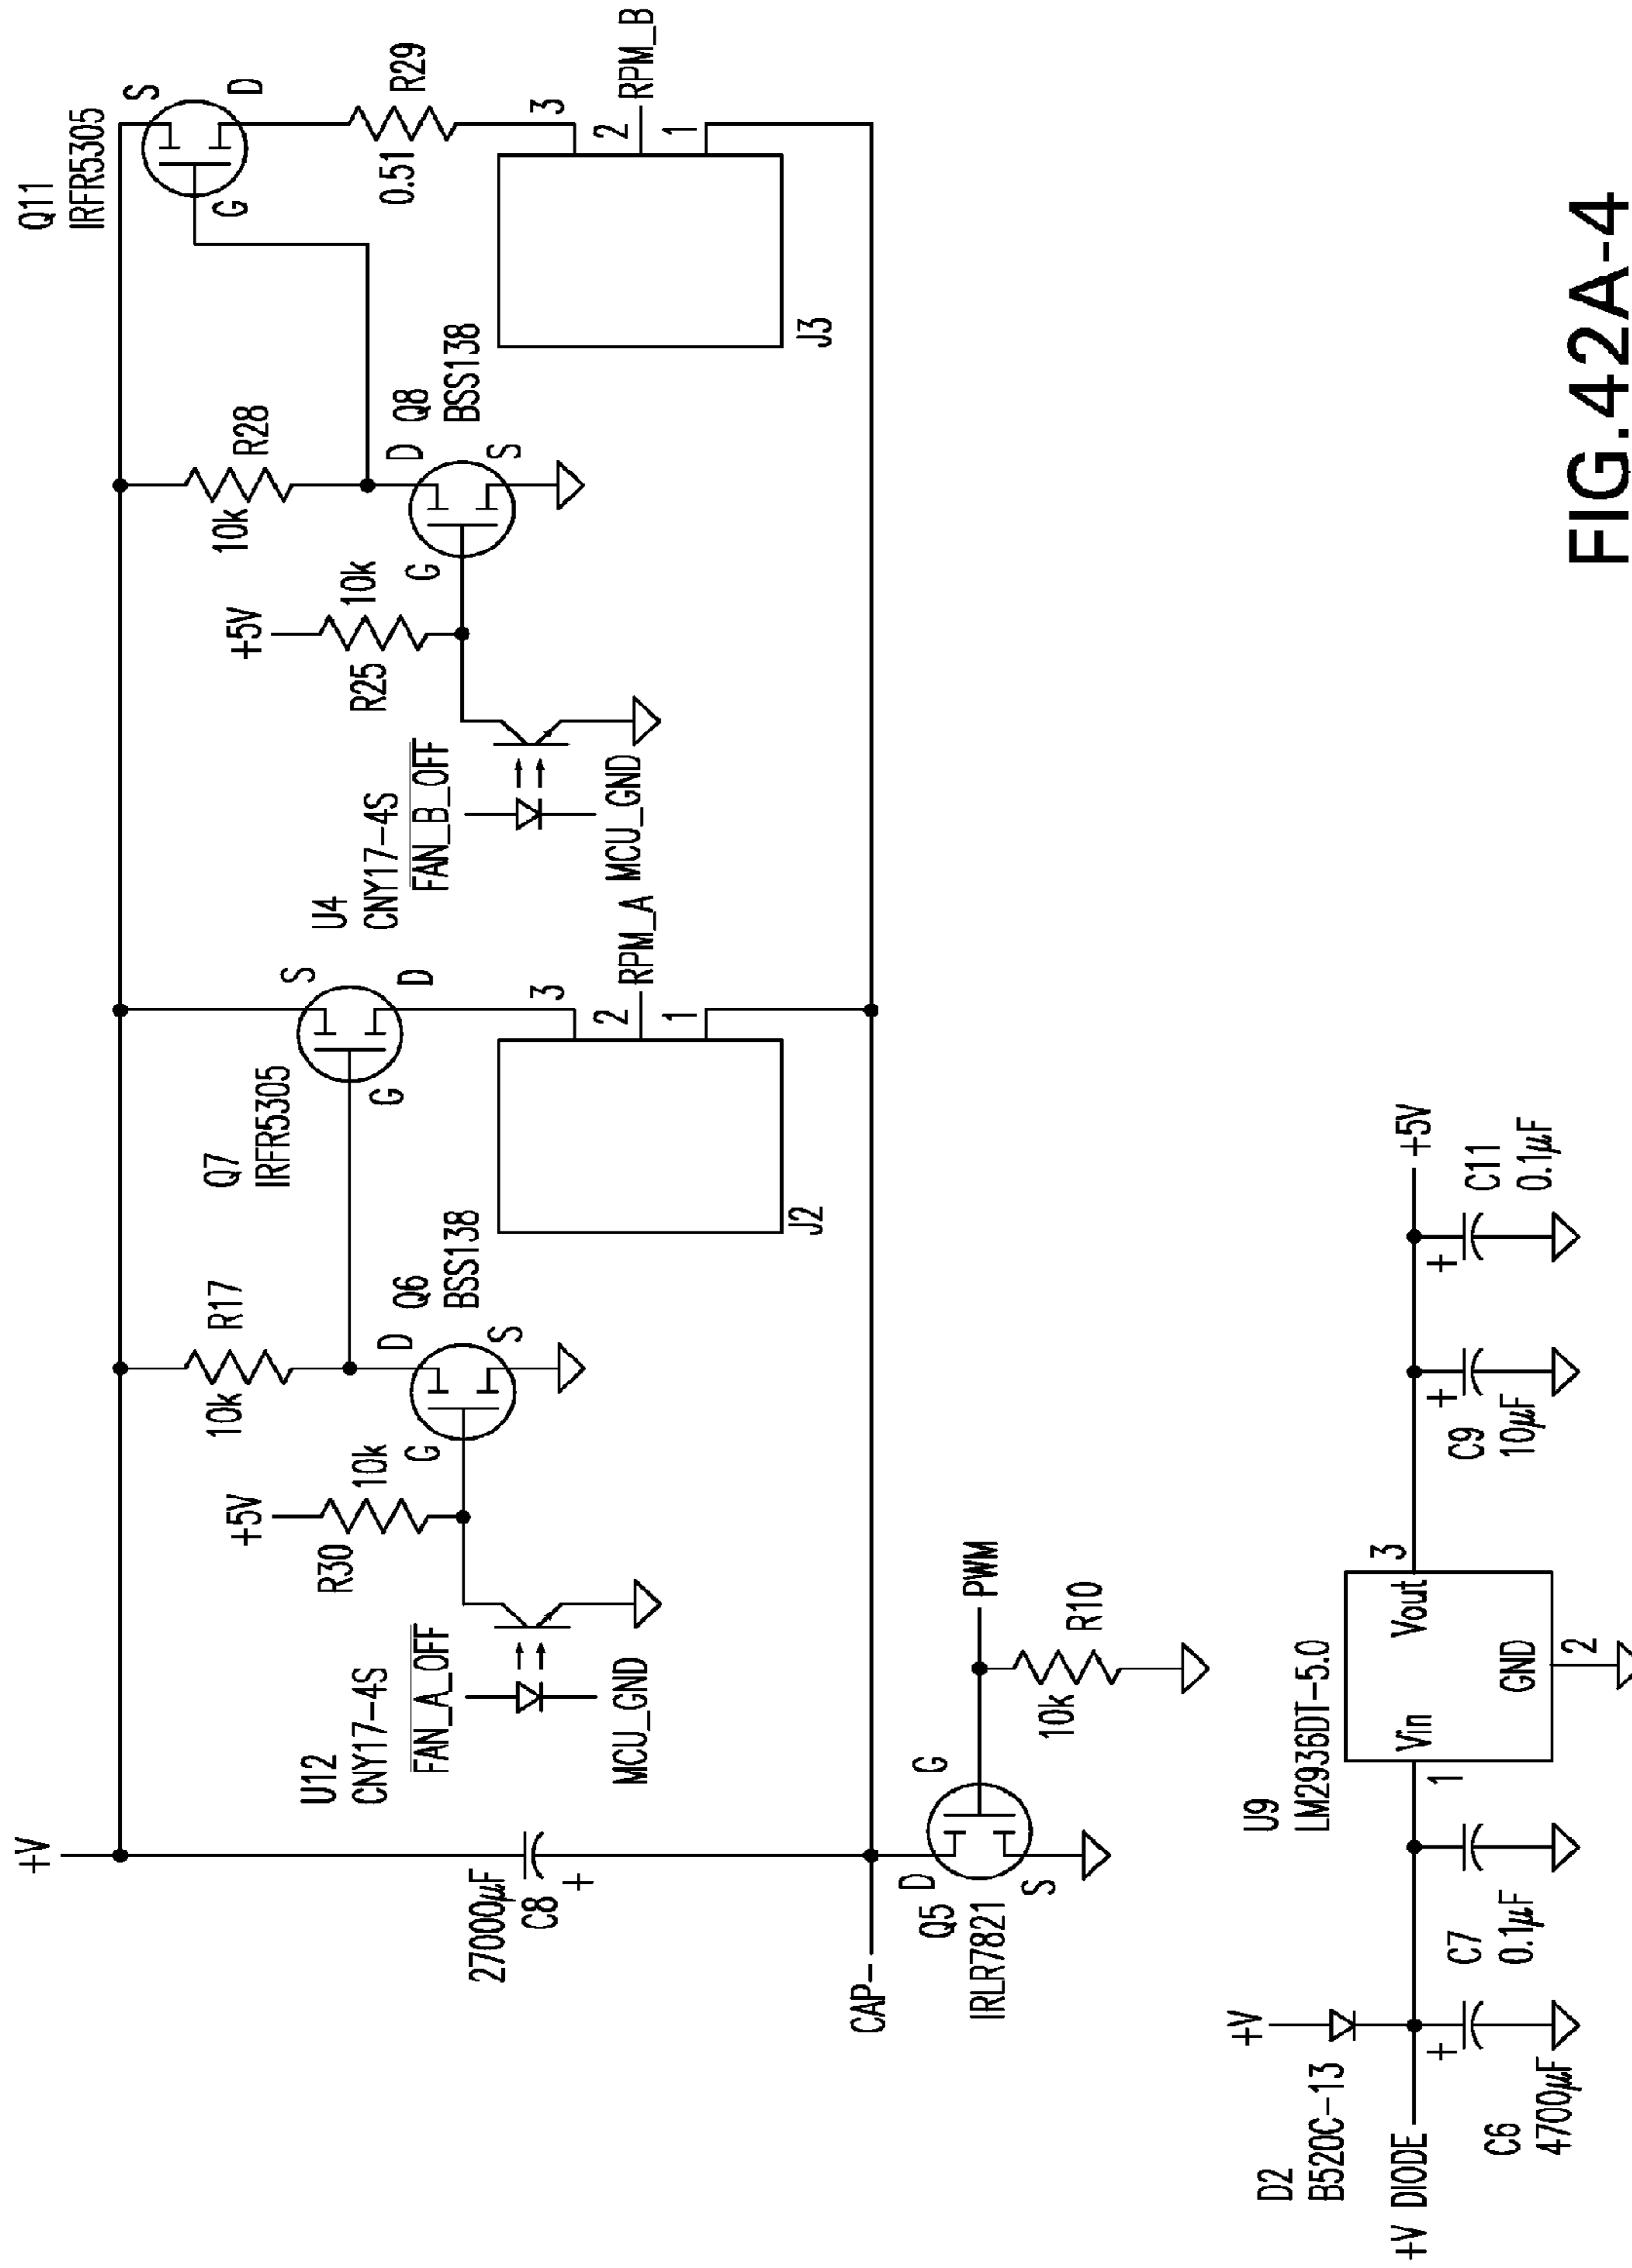 +V
27000µF
C8
+
CAP-
U12
CNY17-4S
FAN_A_OFF
MCU_GND
+5V
R30
10k
G
D
S
Q6
BSS138
10k
R17
Q7
IRFR5305
G
S
D
3
2
1
RPM_A
J2
U4
CNY17-4S
FAN_B_OFF
MCU_GND
+5V
R25
10k
G
D
S
Q8
BSS138
10k
R28
Q11
IRFR5305
G
S
D
0.51
R29
3
2
1
RPM_B
J3
Q5
IRLR7821
D
S
G
PWM
10k
R10
+V
D2
B520C-13
+V DIODE
+
C6
4700µF
C7
0.1µF
U9
LM2936DT-5.0
1
Vin
Vout
GND
3
2
+
C9
10µF
+
C11
0.1µF
+5V
FIG.42A-4